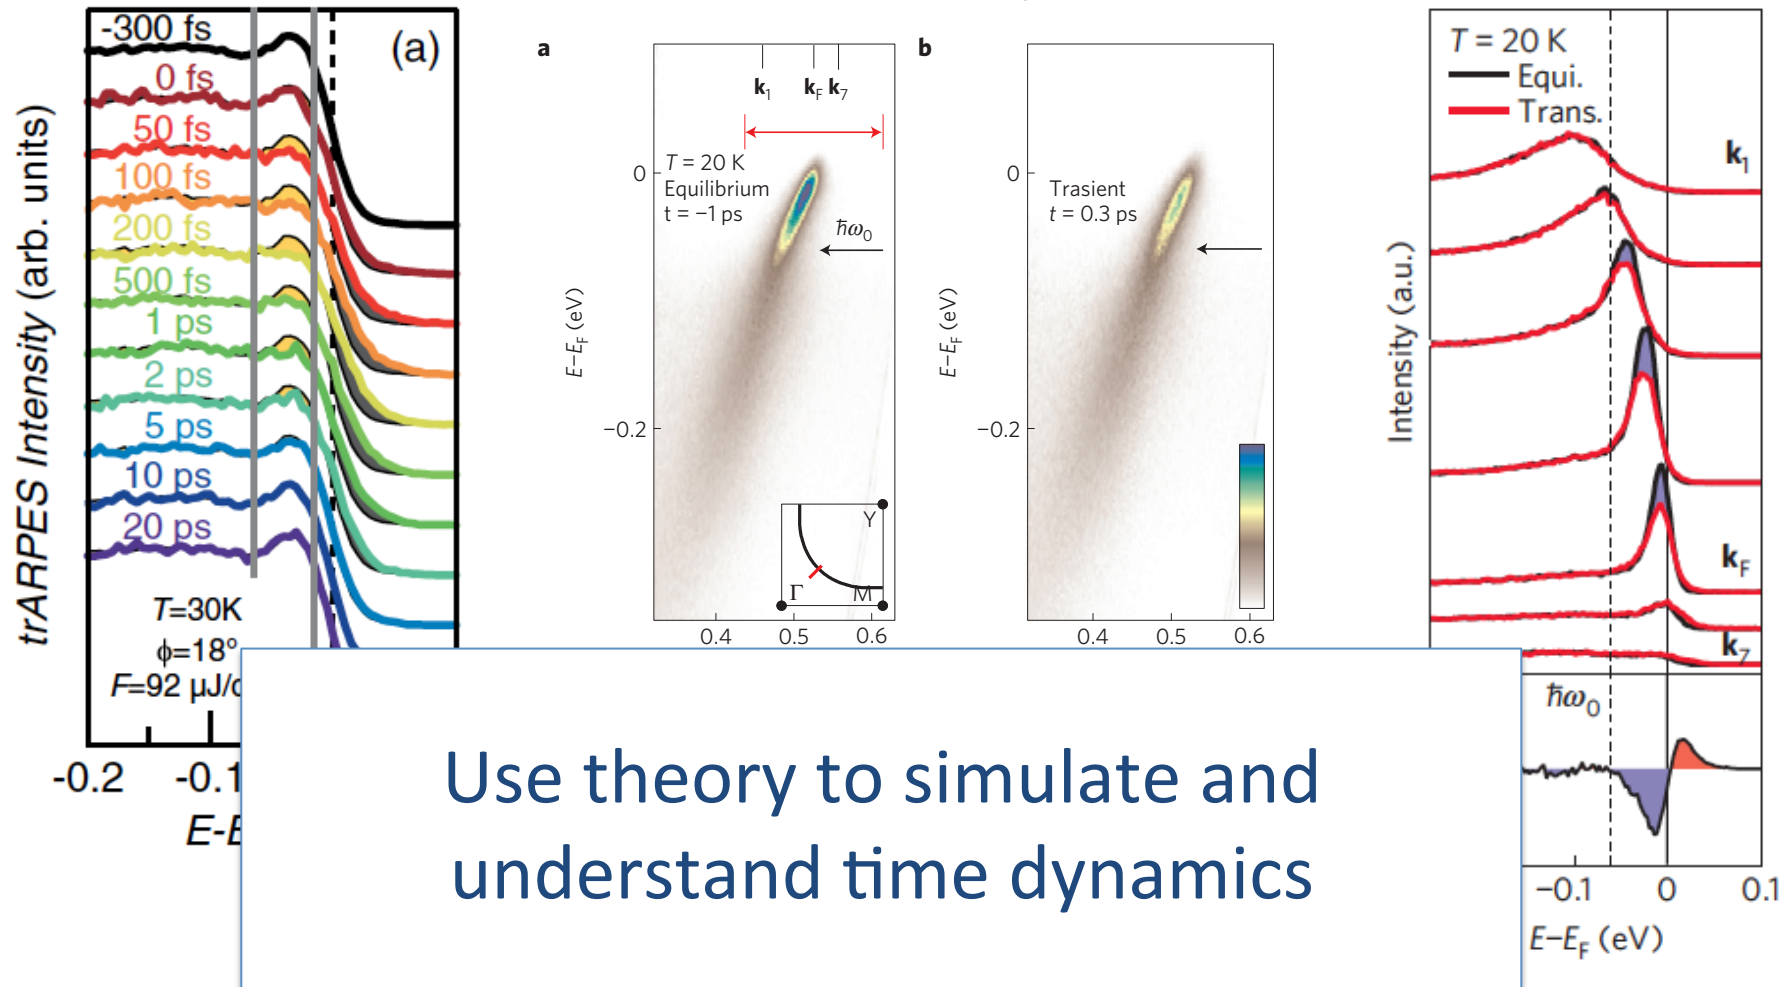 -300 fs
(a)
0 fs
50 fs
100 fs
200 fs
500 fs
1 ps
2 ps
5 ps
10 ps
20 ps
T=30K
ϕ=18°
F=92 µJ/c
trARPES Intensity (arb. units)
-0.2 -0.1
E-E
a
k1 kF k7
T = 20 K
Equilibrium
t = −1 ps
ħω0
0
−0.2
E−EF (eV)
Y
Γ M
0.4 0.5 0.6
b
Trasient
t = 0.3 ps
0
−0.2
E−EF (eV)
0.4 0.5 0.6
T = 20 K
Equi.
Trans.
k1
kF
k7
Intensity (a.u.)
ħω0
−0.1 0 0.1
E−EF (eV)
Use theory to simulate and
understand time dynamics